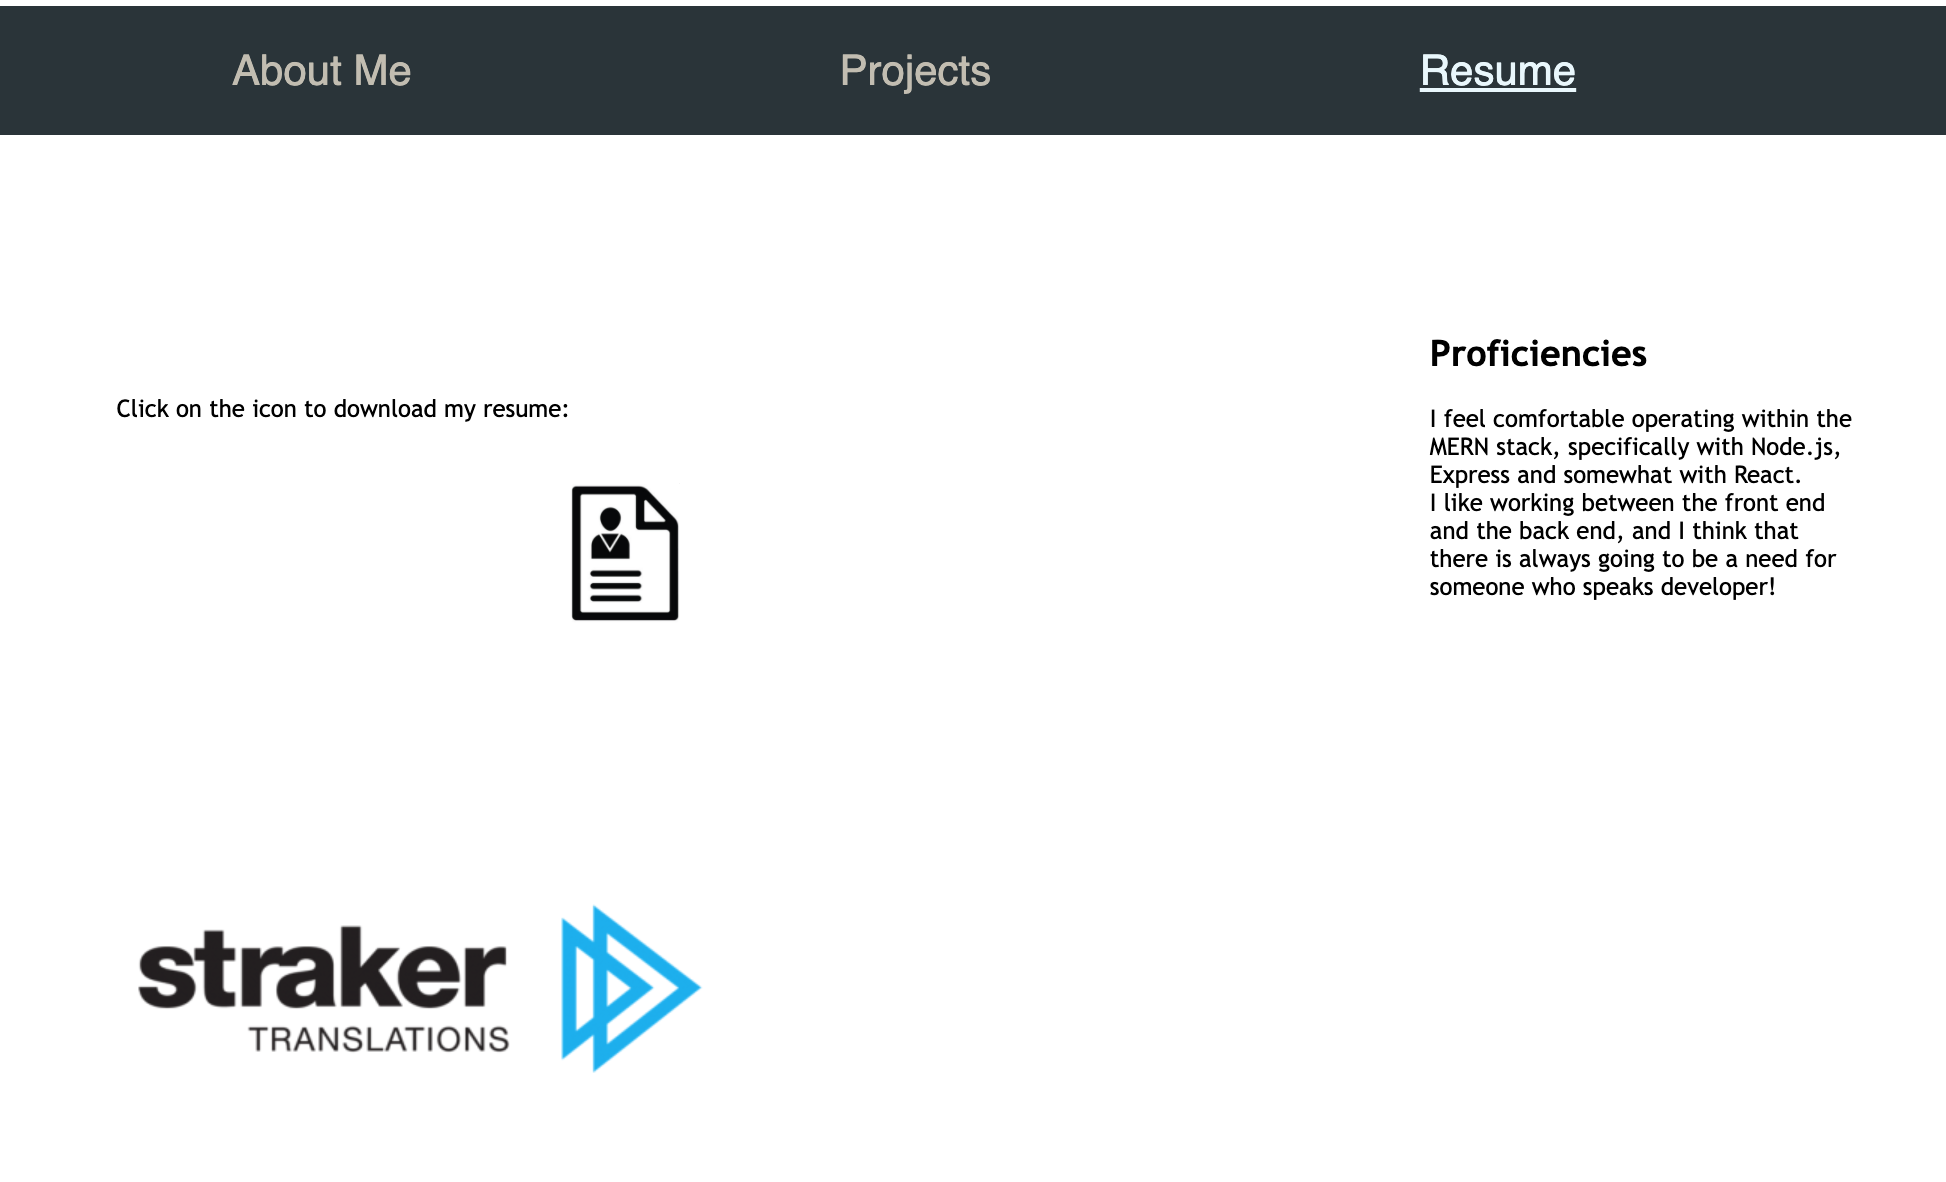 About Me
Projects
Resume
Click on the icon to download my resume:
Proficiencies
I feel comfortable operating within the
MERN stack, specifically with Node.js,
Express and somewhat with React.
I like working between the front end
and the back end, and I think that
there is always going to be a need for
someone who speaks developer!
straker
TRANSLATIONS